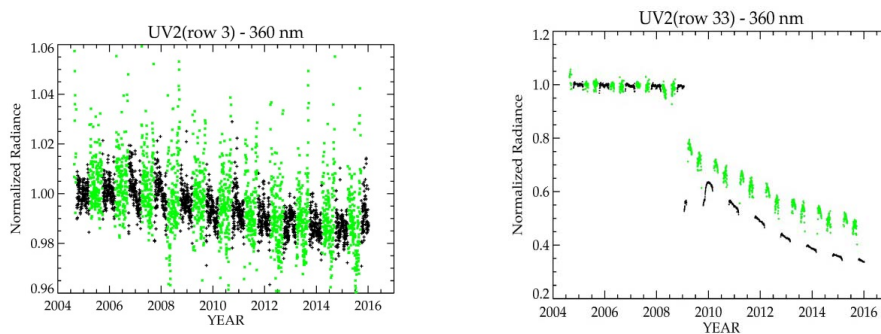 UV2(row 3) - 360 nm
1.06
1.04
1.02
1.00
0.98
0.96
Normalized Radiance
2004 2006 2008 2010 2012 2014 2016
YEAR
UV2(row 33) - 360 nm
1.2
1.0
0.8
0.6
0.4
0.2
Normalized Radiance
2004 2006 2008 2010 2012 2014 2016
YEAR